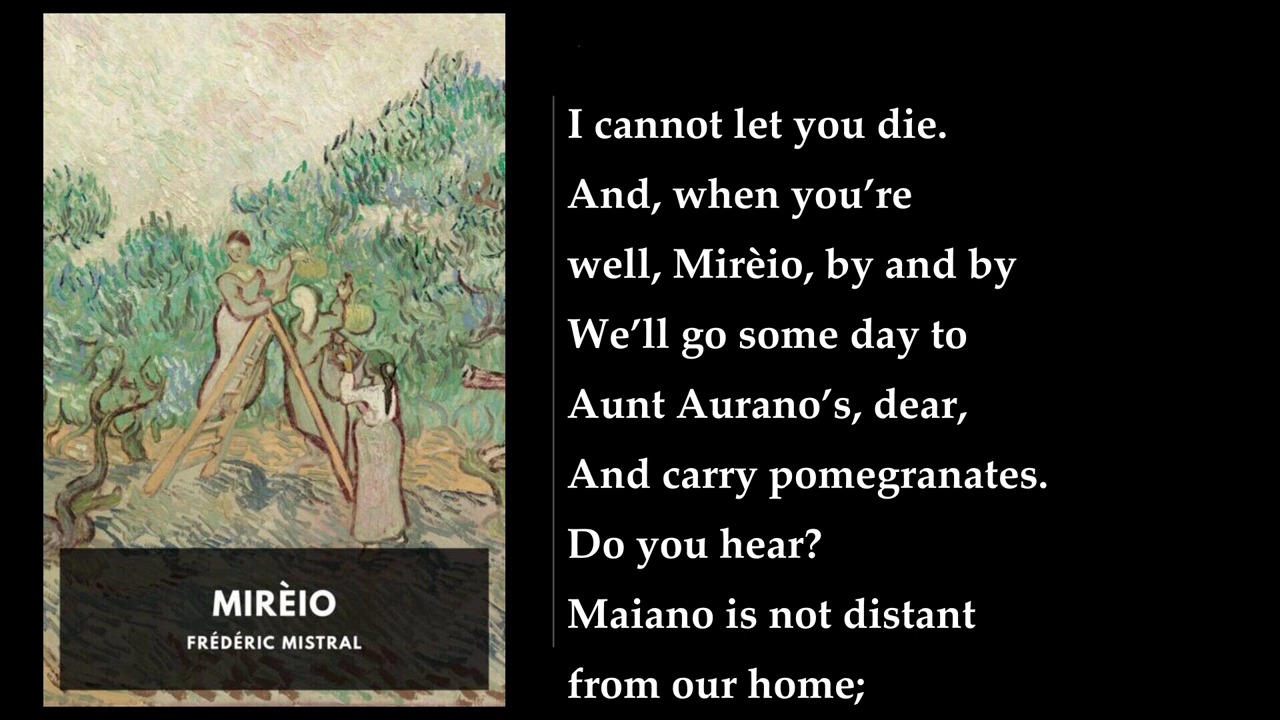 MIRÈIO
FRÉDÉRIC MISTRAL
I cannot let you die.
And, when you’re
well, Mirèio, by and by
We’ll go some day to
Aunt Aurano’s, dear,
And carry pomegranates.
Do you hear?
Maiano is not distant
from our home;